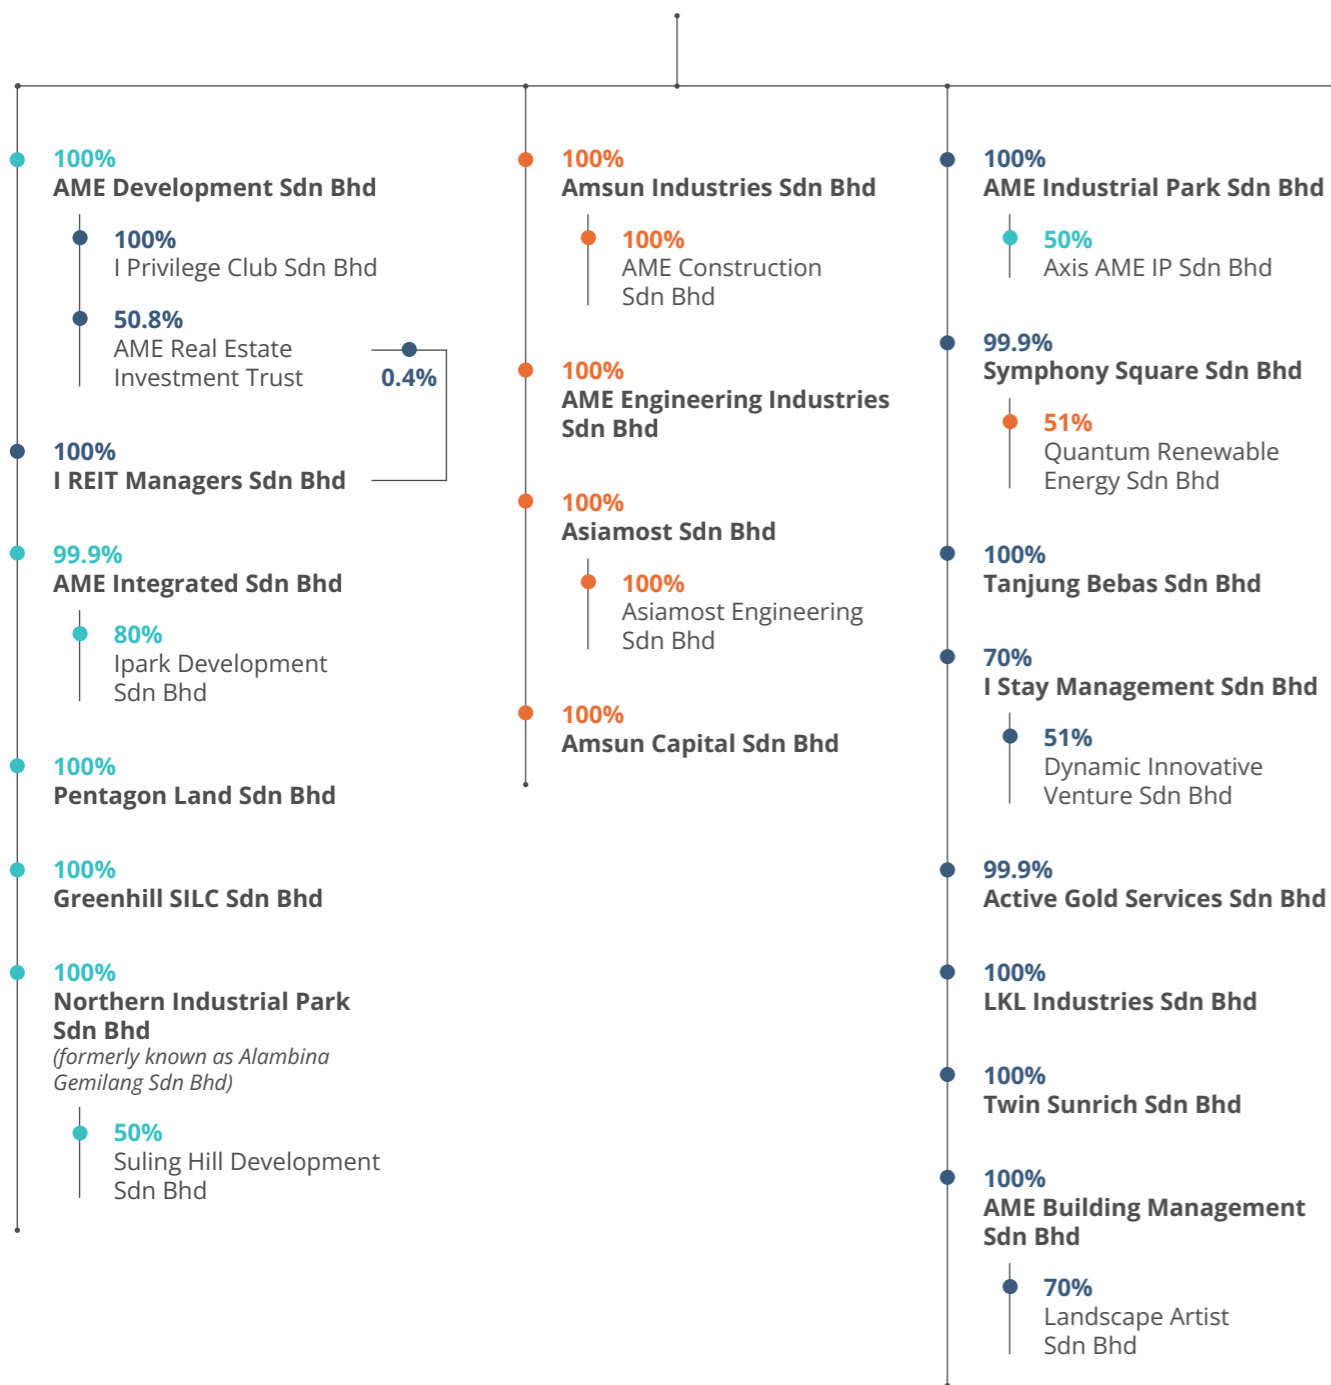 100%
AME Development Sdn Bhd
100%
I Privilege Club Sdn Bhd
50.8%
AME Real Estate
Investment Trust
0.4%
100%
I REIT Managers Sdn Bhd
99.9%
AME Integrated Sdn Bhd
80%
Ipark Development
Sdn Bhd
100%
Pentagon Land Sdn Bhd
100%
Greenhill SILC Sdn Bhd
100%
Northern Industrial Park
Sdn Bhd
(formerly known as Alambina
Gemilang Sdn Bhd)
50%
Suling Hill Development
Sdn Bhd
100%
Amsun Industries Sdn Bhd
100%
AME Construction
Sdn Bhd
100%
AME Engineering Industries
Sdn Bhd
100%
Asiamost Sdn Bhd
100%
Asiamost Engineering
Sdn Bhd
100%
Amsun Capital Sdn Bhd
100%
AME Industrial Park Sdn Bhd
50%
Axis AME IP Sdn Bhd
99.9%
Symphony Square Sdn Bhd
51%
Quantum Renewable
Energy Sdn Bhd
100%
Tanjung Bebas Sdn Bhd
70%
I Stay Management Sdn Bhd
51%
Dynamic Innovative
Venture Sdn Bhd
99.9%
Active Gold Services Sdn Bhd
100%
LKL Industries Sdn Bhd
100%
Twin Sunrich Sdn Bhd
100%
AME Building Management
Sdn Bhd
70%
Landscape Artist
Sdn Bhd